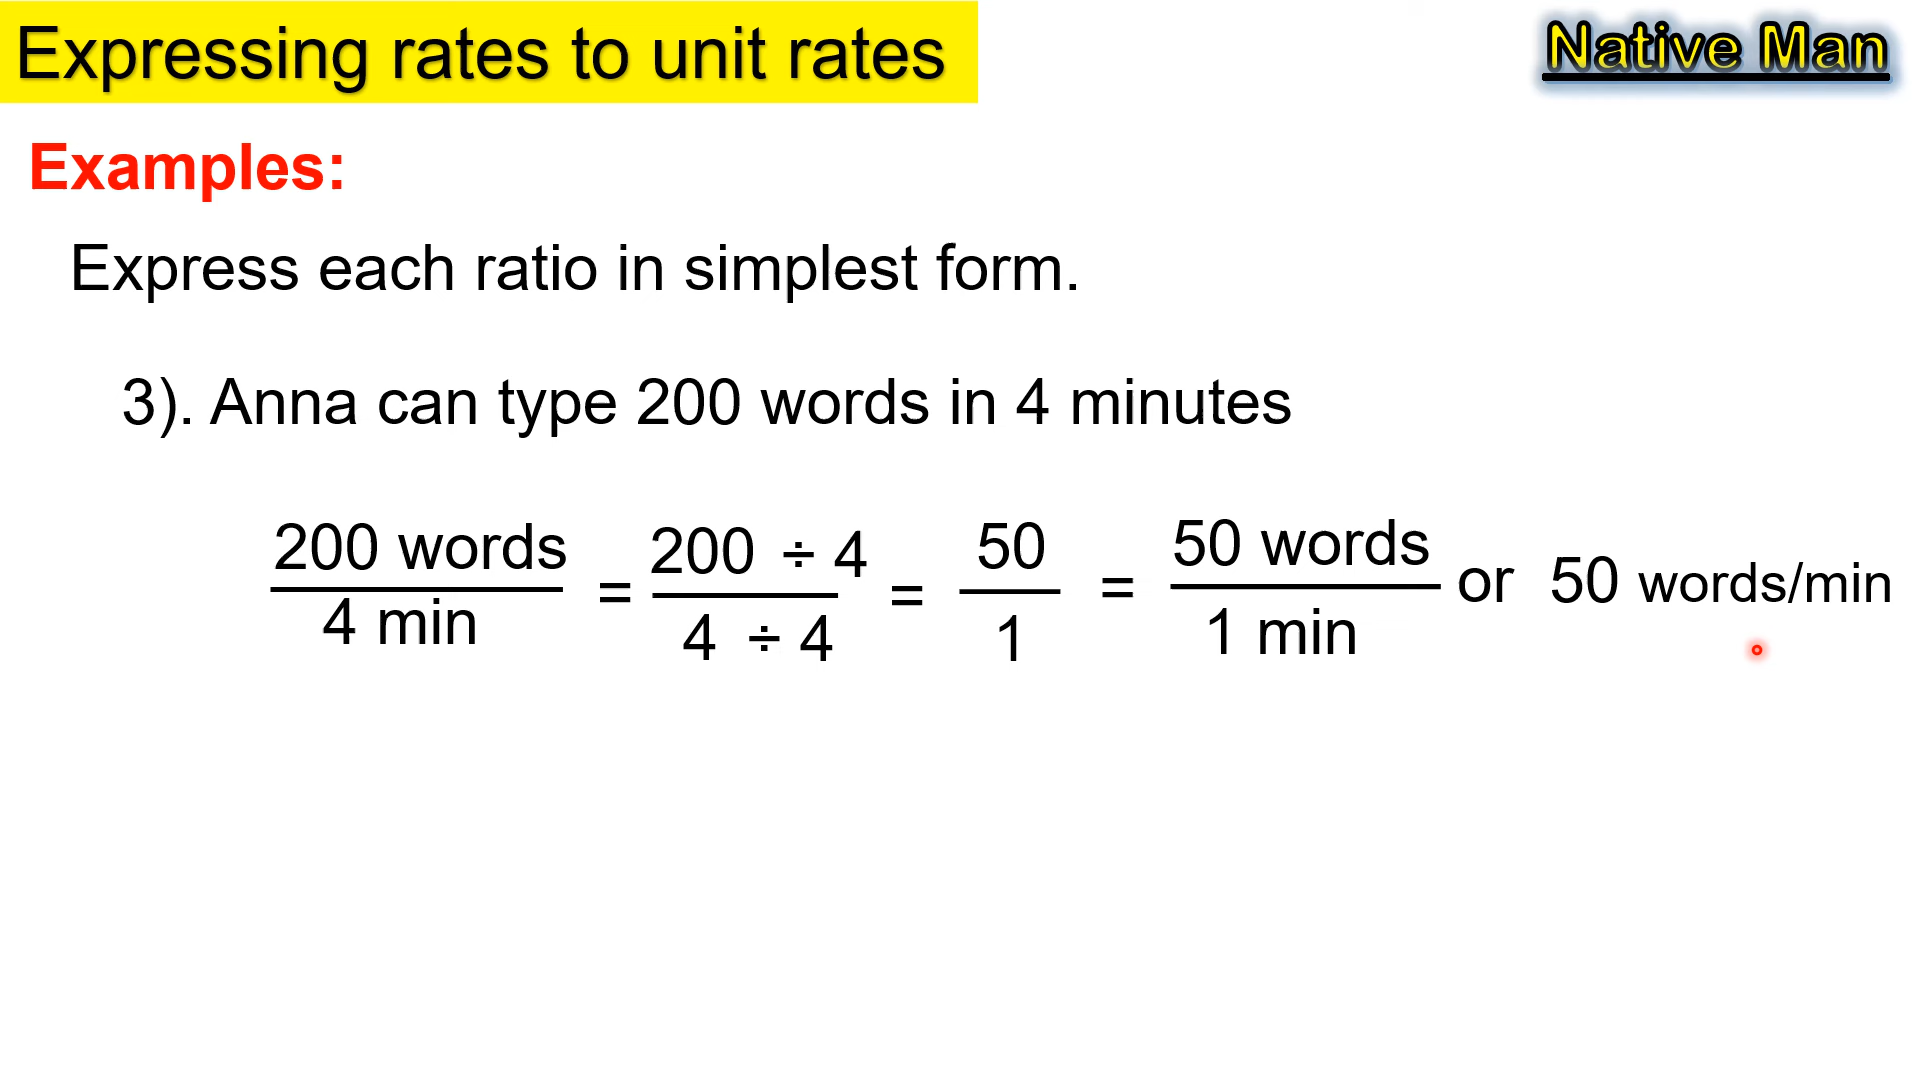 Expressing rates to unit rates
Native Man
Examples:
Express each ratio in simplest form.
3). Anna can type 200 words in 4 minutes
200 words / 4 min = 200 ÷ 4 / 4 ÷ 4 = 50 / 1 = 50 words / 1 min or 50 words/min